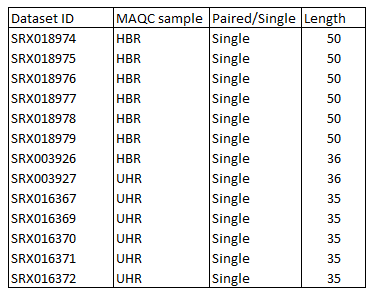 Dataset ID MAQC sample Paired/Single Length
SRX018974 HBR Single 50
SRX018975 HBR Single 50
SRX018976 HBR Single 50
SRX018977 HBR Single 50
SRX018978 HBR Single 50
SRX018979 HBR Single 50
SRX003926 HBR Single 36
SRX003927 UHR Single 36
SRX016367 UHR Single 35
SRX016369 UHR Single 35
SRX016370 UHR Single 35
SRX016371 UHR Single 35
SRX016372 UHR Single 35